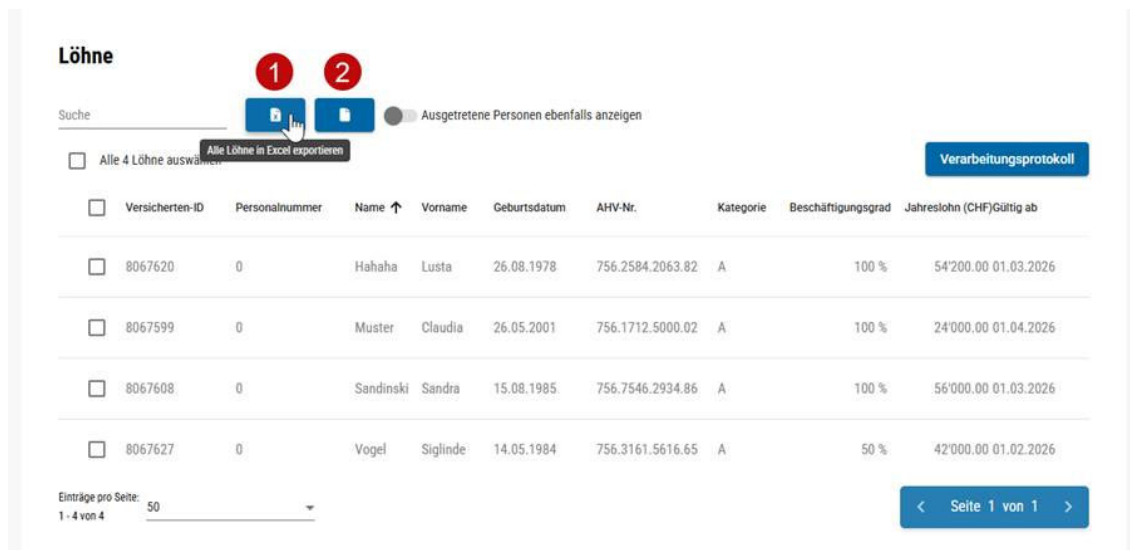 Löhne
1 2
Suche
Ausgetretene Personen ebenfalls anzeigen
Alle Löhne in Excel exportieren
Alle 4 Löhne auswählen
Verarbeitungsprotokoll
Versicherten-ID Personalnummer Name Vorname Geburtsdatum AHV-Nr. Kategorie Beschäftigungsgrad Jahreslohn (CHF)Gültig ab
8067620 0 Hahaha Lusta 26.08.1978 756.2584.2063.82 A 100 % 54'200.00 01.03.2026
8067599 0 Muster Claudia 26.05.2001 756.1712.5000.02 A 100 % 24'000.00 01.04.2026
8067608 0 Sandinski Sandra 15.08.1985 756.7546.2934.86 A 100 % 56'000.00 01.03.2026
8067627 0 Vogel Siglinde 14.05.1984 756.3161.5616.65 A 50 % 42'000.00 01.02.2026
Einträge pro Seite: 50
1 - 4 von 4
Seite 1 von 1